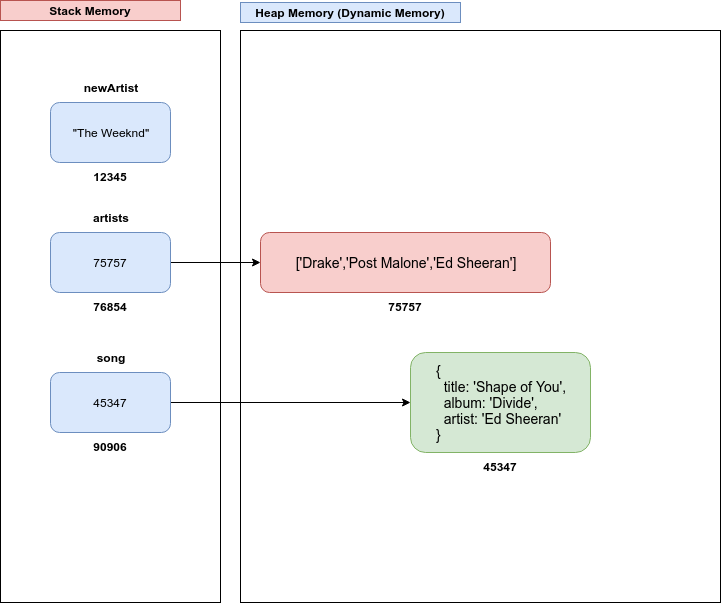 Stack Memory
Heap Memory (Dynamic Memory)
newArtist
"The Weeknd"
12345
artists
75757
76854
['Drake','Post Malone','Ed Sheeran']
75757
song
45347
90906
{
title: 'Shape of You',
album: 'Divide',
artist: 'Ed Sheeran'
}
45347